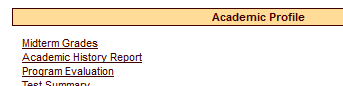 Academic Profile
Midterm Grades
Academic History Report
Program Evaluation
Test Summary